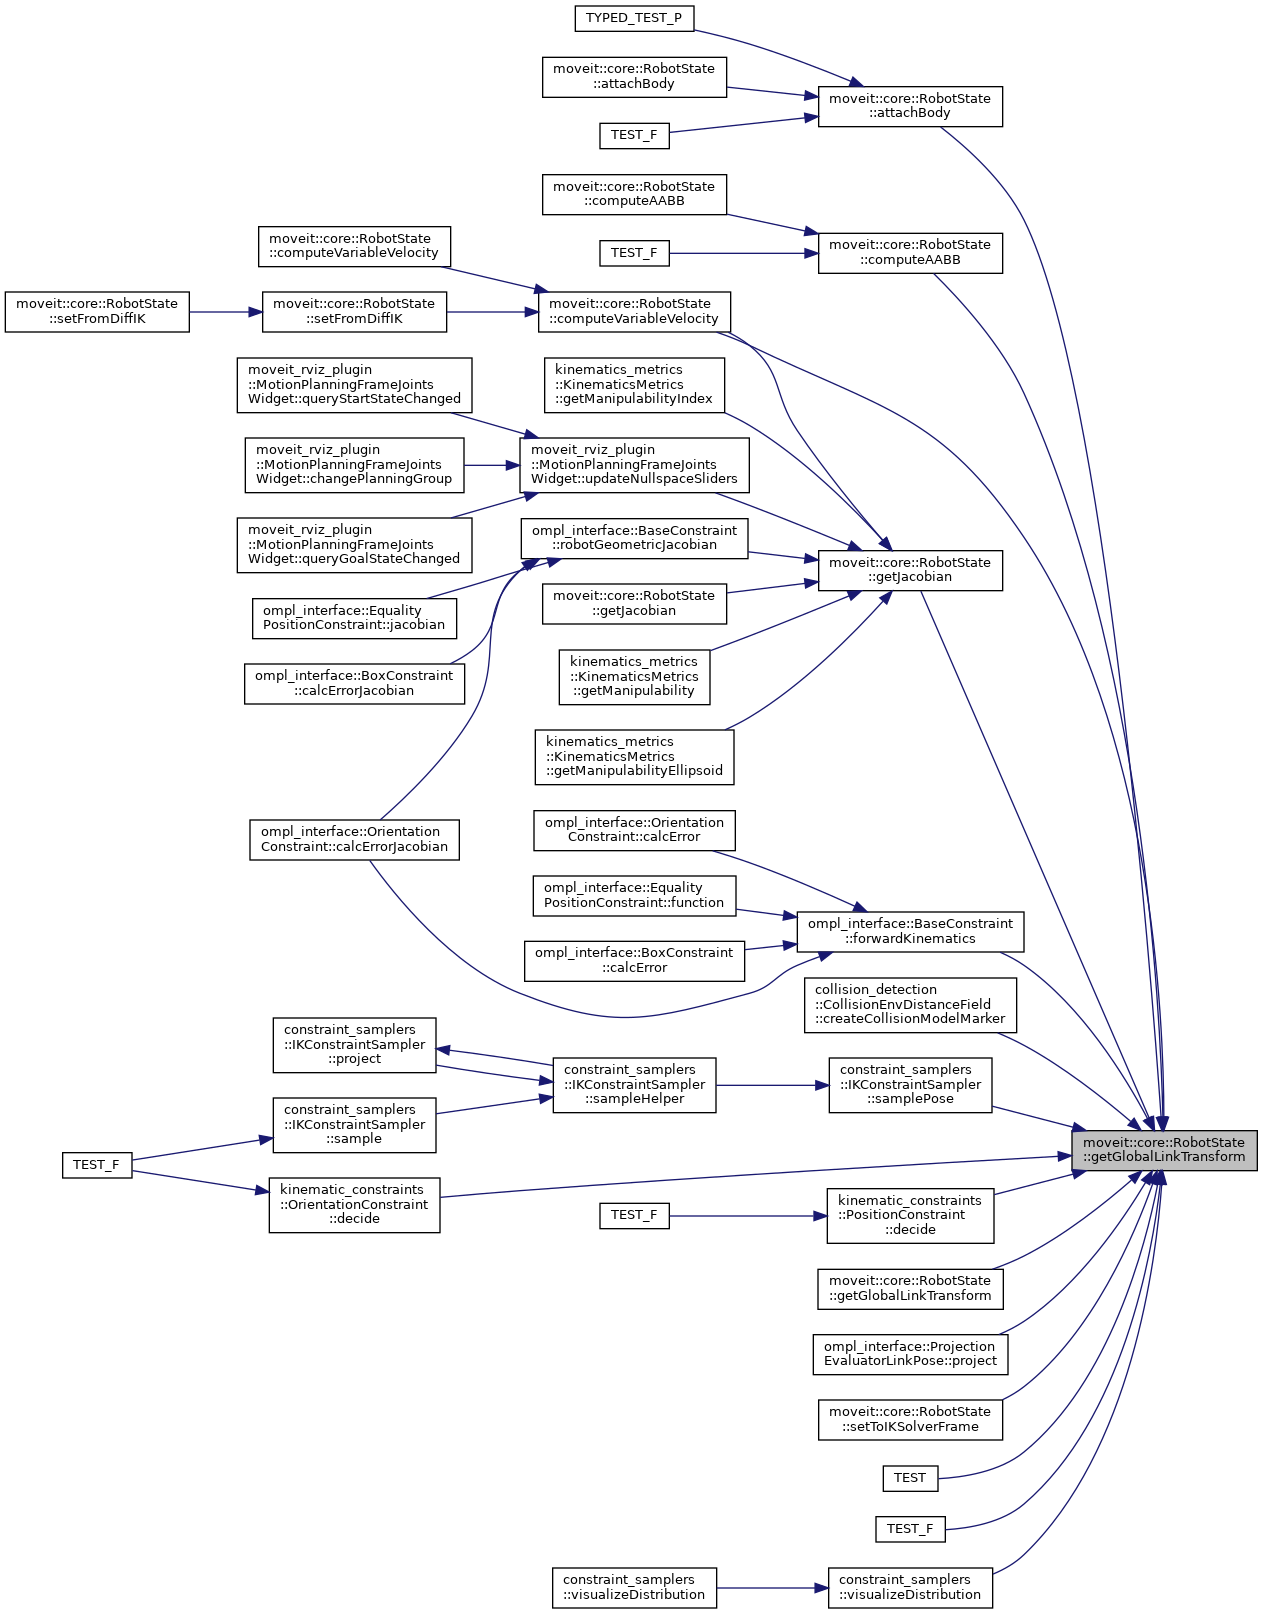 TYPED_TEST_P
moveit::core::RobotState
::attachBody
moveit::core::RobotState
::attachBody
TEST_F
moveit::core::RobotState
::computeAABB
moveit::core::RobotState
::computeAABB
TEST_F
moveit::core::RobotState
::computeVariableVelocity
moveit::core::RobotState
::setFromDiffIK
moveit::core::RobotState
::setFromDiffIK
moveit::core::RobotState
::computeVariableVelocity
moveit_rviz_plugin
::MotionPlanningFrameJoints
Widget::queryStartStateChanged
kinematics_metrics
::KinematicsMetrics
::getManipulabilityIndex
moveit_rviz_plugin
::MotionPlanningFrameJoints
Widget::changePlanningGroup
moveit_rviz_plugin
::MotionPlanningFrameJoints
Widget::updateNullspaceSliders
moveit_rviz_plugin
::MotionPlanningFrameJoints
Widget::queryGoalStateChanged
ompl_interface::BaseConstraint
::robotGeometricJacobian
moveit::core::RobotState
::getJacobian
ompl_interface::Equality
PositionConstraint::jacobian
moveit::core::RobotState
::getJacobian
ompl_interface::BoxConstraint
::calcErrorJacobian
kinematics_metrics
::KinematicsMetrics
::getManipulability
kinematics_metrics
::KinematicsMetrics
::getManipulabilityEllipsoid
ompl_interface::Orientation
Constraint::calcErrorJacobian
ompl_interface::Orientation
Constraint::calcError
ompl_interface::Equality
PositionConstraint::function
ompl_interface::BaseConstraint
::forwardKinematics
ompl_interface::BoxConstraint
::calcError
collision_detection
::CollisionEnvDistanceField
::createCollisionModelMarker
constraint_samplers
::IKConstraintSampler
::project
constraint_samplers
::IKConstraintSampler
::sampleHelper
constraint_samplers
::IKConstraintSampler
::samplePose
constraint_samplers
::IKConstraintSampler
::sample
moveit::core::RobotState
::getGlobalLinkTransform
TEST_F
kinematic_constraints
::OrientationConstraint
::decide
TEST_F
kinematic_constraints
::PositionConstraint
::decide
moveit::core::RobotState
::getGlobalLinkTransform
ompl_interface::Projection
EvaluatorLinkPose::project
moveit::core::RobotState
::setToIKSolverFrame
TEST
TEST_F
constraint_samplers
::visualizeDistribution
constraint_samplers
::visualizeDistribution